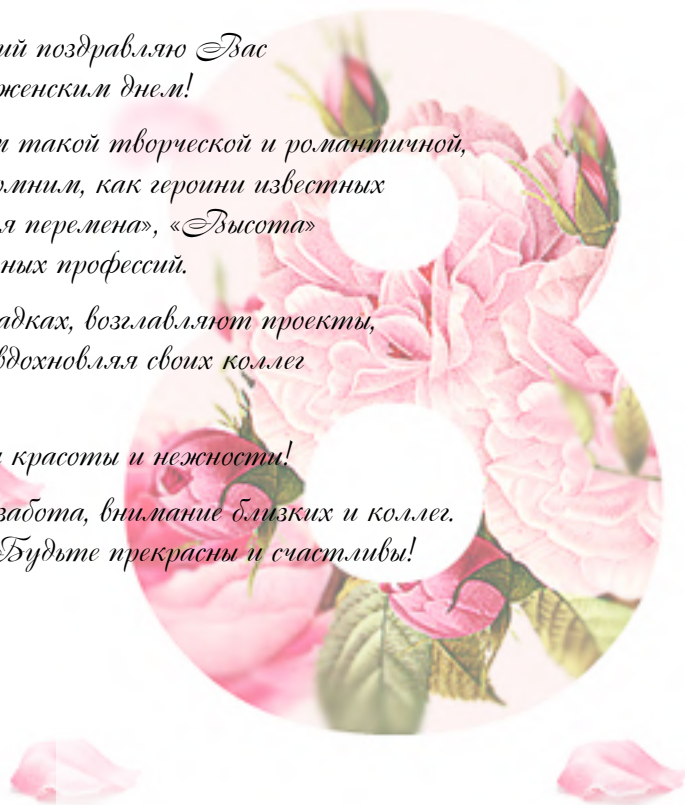 ий поздравляю Вас
женским днем!
т такой творческой и романтичной,
омним, как героини известных
я перемена», «Высота»
ных профессий.
адках, возглавляют проекты,
вдохновляя своих коллег
и красоты и нежности!
забота, внимание близких и коллег.
Будьте прекрасны и счастливы!